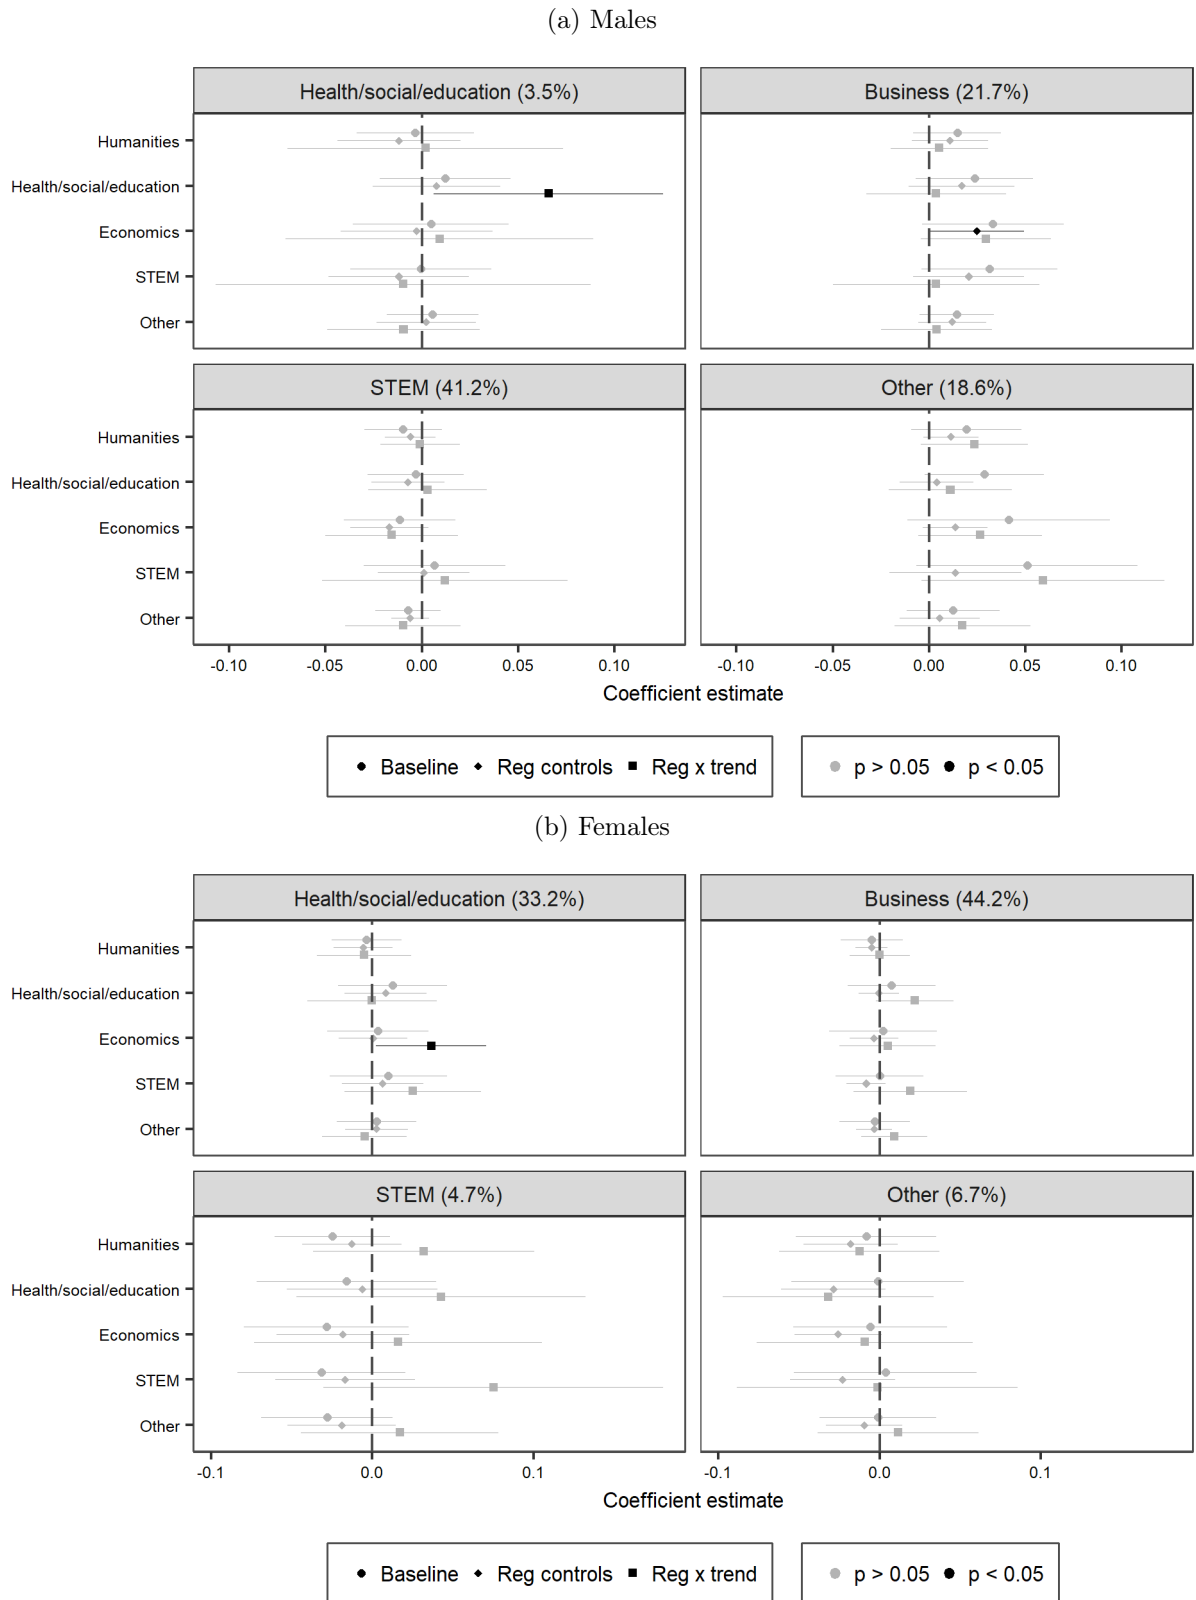 (a) Males
Health/social/education (3.5%)
Business (21.7%)
Humanities
Health/social/education
Economics
STEM
Other
STEM (41.2%)
Other (18.6%)
Humanities
Health/social/education
Economics
STEM
Other
-0.10 -0.05 0.00 0.05 0.10
-0.10 -0.05 0.00 0.05 0.10
Coefficient estimate
Baseline Reg controls Reg x trend
p > 0.05 p < 0.05
(b) Females
Health/social/education (33.2%)
Business (44.2%)
Humanities
Health/social/education
Economics
STEM
Other
STEM (4.7%)
Other (6.7%)
Humanities
Health/social/education
Economics
STEM
Other
-0.1 0.0 0.1
-0.1 0.0 0.1
Coefficient estimate
Baseline Reg controls Reg x trend
p > 0.05 p < 0.05